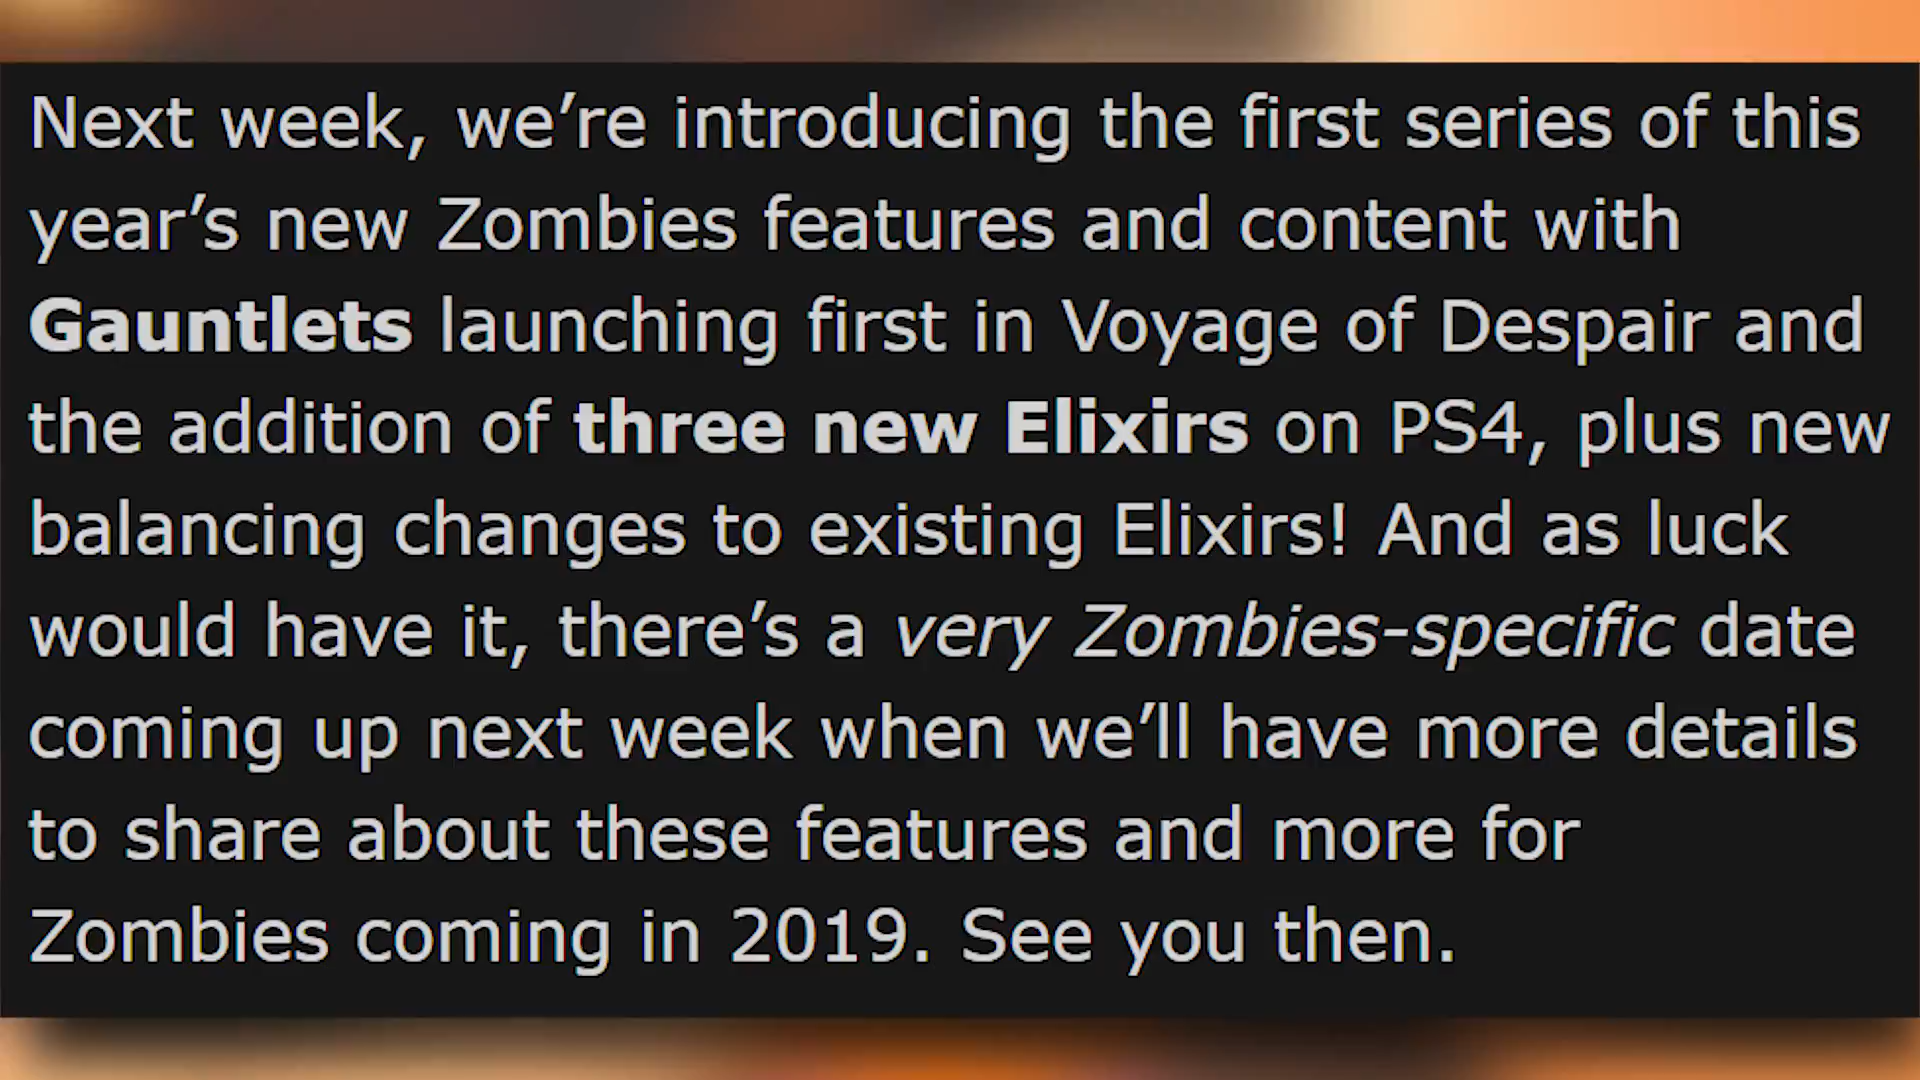 Next week, we’re introducing the first series of this
year’s new Zombies features and content with
Gauntlets launching first in Voyage of Despair and
the addition of three new Elixirs on PS4, plus new
balancing changes to existing Elixirs! And as luck
would have it, there’s a very Zombies-specific date
coming up next week when we’ll have more details
to share about these features and more for
Zombies coming in 2019. See you then.